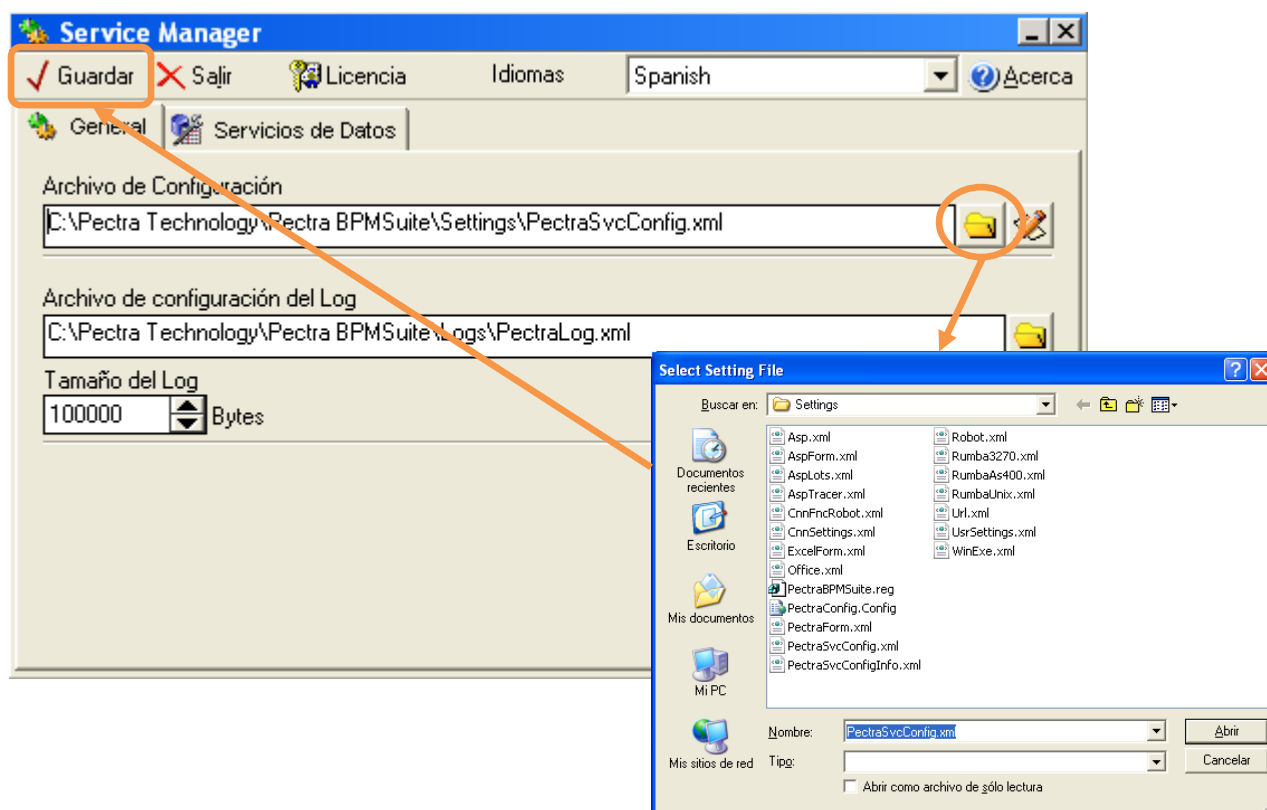 Service Manager
Guardar Salir Licencia Idiomas Spanish Acerca
General Servicios de Datos
Archivo de Configuración
C:\Pectra Technology\Pectra BPMSuite\Settings\PectraSvcConfig.xml
Archivo de configuración del Log
C:\Pectra Technology\Pectra BPMSuite\Logs\PectraLog.xml
Tamaño del Log
100000 Bytes
Select Setting File
Buscar en: Settings
Documentos recientes
Escritorio
Mis documentos
Mi PC
Mis sitios de red
Asp.xml
AspForm.xml
AspLots.xml
AspTracer.xml
CnnFncRobot.xml
CnnSettings.xml
ExcelForm.xml
Office.xml
PectraBPMSuite.reg
PectraConfig.Config
PectraForm.xml
PectraSvcConfig.xml
PectraSvcConfigInfo.xml
Robot.xml
Rumba3270.xml
RumbaAs400.xml
RumbaUnix.xml
Url.xml
UsrSettings.xml
WinExe.xml
Nombre: PectraSvcConfig.xml Abrir
Tipo: Cancelar
Abrir como archivo de sólo lectura